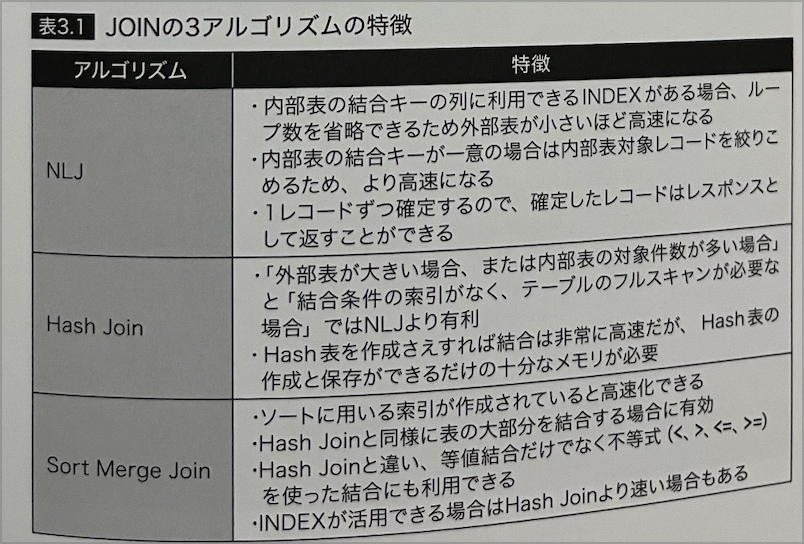 表3.1 JOINの3アルゴリズムの特徴
アルゴリズム 特徴
NLJ
・内部表の結合キーの列に利用できるINDEXがある場合、ルー
プ数を省略できるため外部表が小さいほど高速になる
・内部表の結合キーが一意の場合は内部表対象レコードを絞りこ
めるため、より高速になる
・1レコードずつ確定するので、確定したレコードはレスポンスと
して返すことができる
Hash Join
・「外部表が大きい場合、または内部表の対象件数が多い場合」
と「結合条件の索引がなく、テーブルのフルスキャンが必要な
場合」ではNLJより有利
・Hash表を作成さえすれば結合は非常に高速だが、Hash表の
作成と保存ができるだけの十分なメモリが必要
Sort Merge Join
・ソートに用いる索引が作成されていると高速化できる
・Hash Joinと同様に表の大部分を結合する場合に有効
・Hash Joinと違い、等値結合だけでなく不等式（<、>、<=、>=）
を使った結合にも利用できる
・INDEXが活用できる場合はHash Joinより速い場合もある